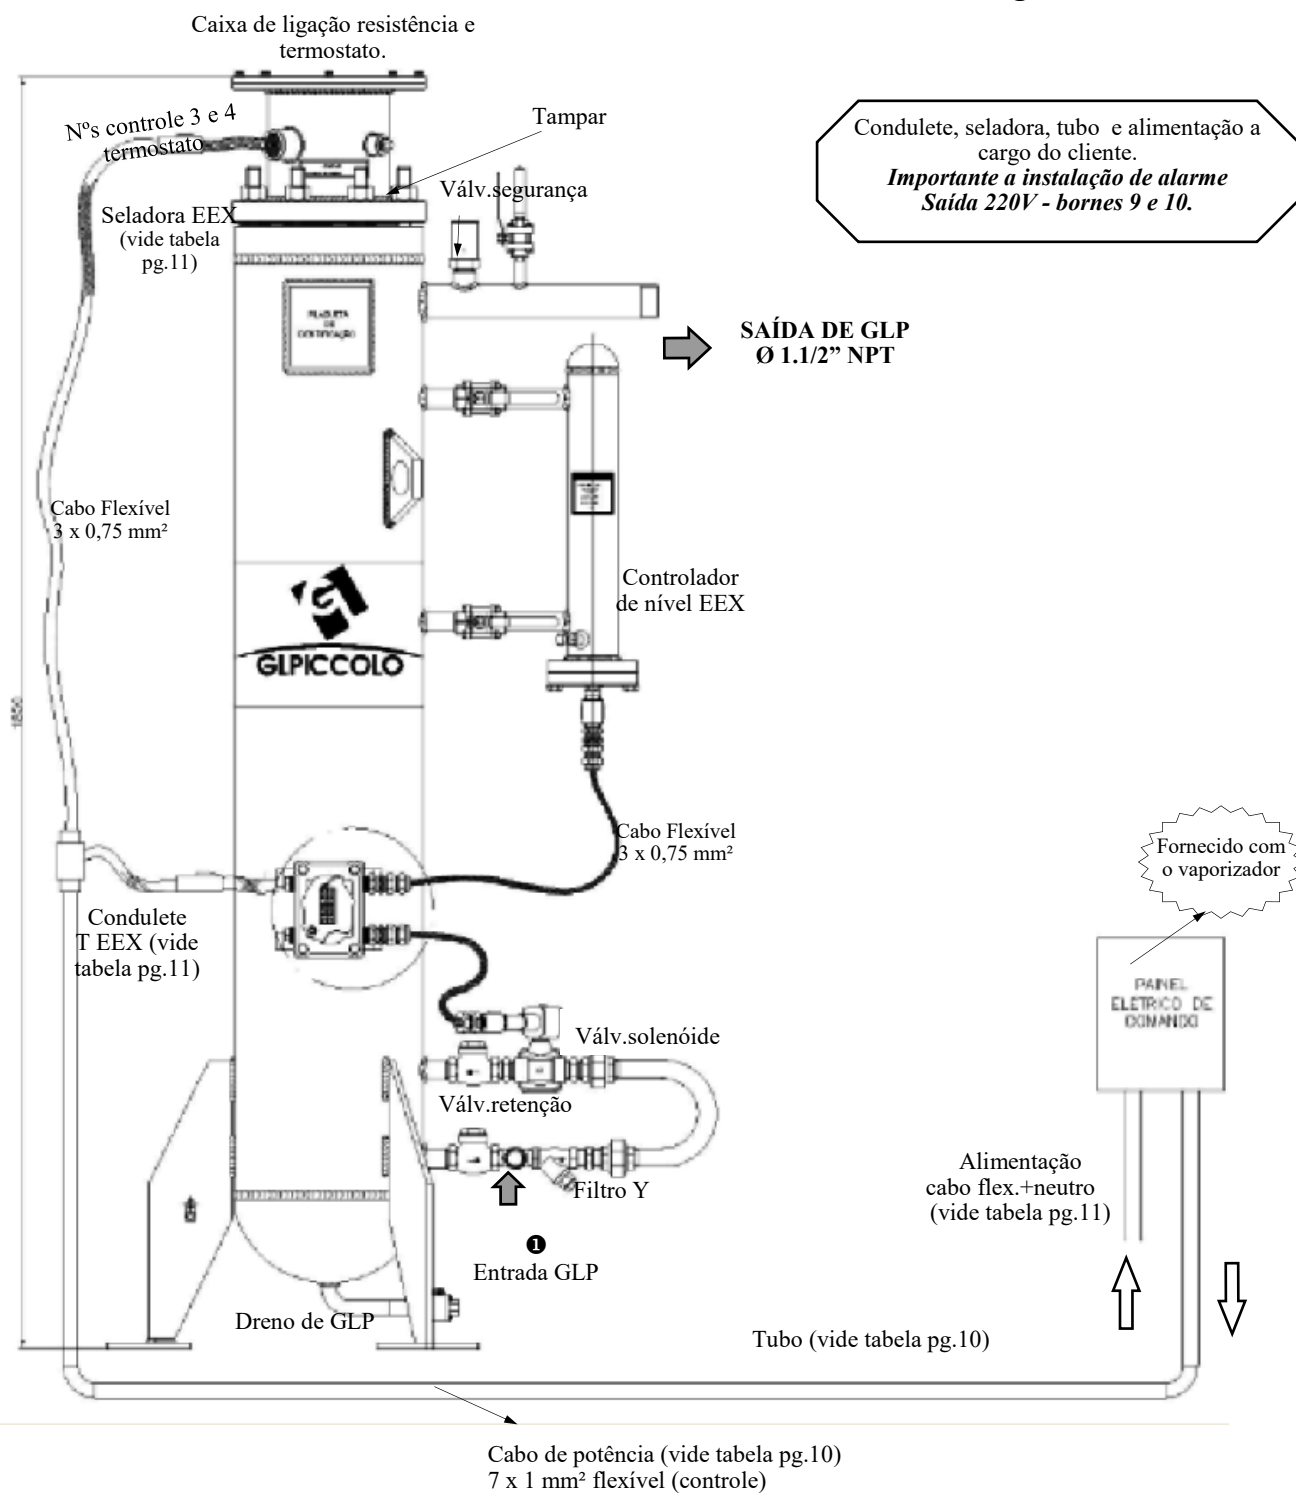 Caixa de ligação resistência e
termostato.
Nºs controle 3 e 4
termostato
Tampar
Condulete, seladora, tubo e alimentação a
cargo do cliente.
Importante a instalação de alarme
Saída 220V - bornes 9 e 10.
Válv.segurança
Seladora EEX
(vide tabela
pg.11)
PLAQUETA
DE
CERTIFICAÇÃO
SAÍDA DE GLP
Ø 1.1/2” NPT
Cabo Flexível
3 x 0,75 mm²
Controlador
de nível EEX
GLPICCOLO
1850
Cabo Flexível
3 x 0,75 mm²
Fornecido com
o vaporizador
Condulete
T EEX (vide
tabela pg.11)
PAINEL
ELÉTRICO DE
COMANDO
Válv.solenóide
Válv.retenção
Alimentação
cabo flex.+neutro
(vide tabela pg.11)
Filtro Y
❶
Entrada GLP
Dreno de GLP
Tubo (vide tabela pg.10)
Cabo de potência (vide tabela pg.10)
7 x 1 mm² flexível (controle)